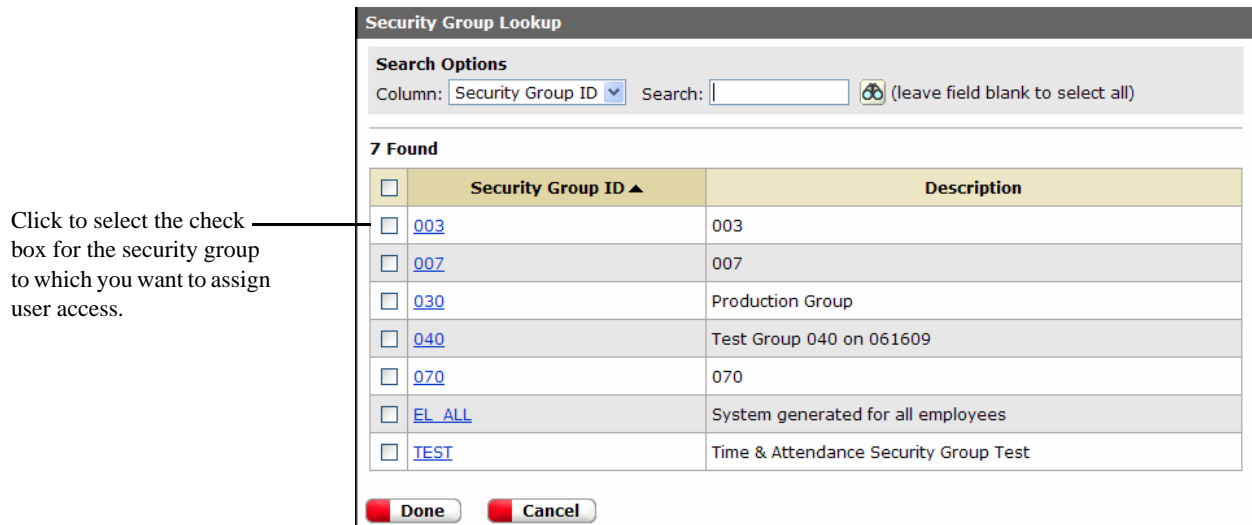 Security Group Lookup
Search Options
Column: Security Group ID Search: (leave field blank to select all)
7 Found
Security Group ID Description
Click to select the check
box for the security group
to which you want to assign
user access.
003 003
007 007
030 Production Group
040 Test Group 040 on 061609
070 070
EL_ALL System generated for all employees
TEST Time & Attendance Security Group Test
Done Cancel